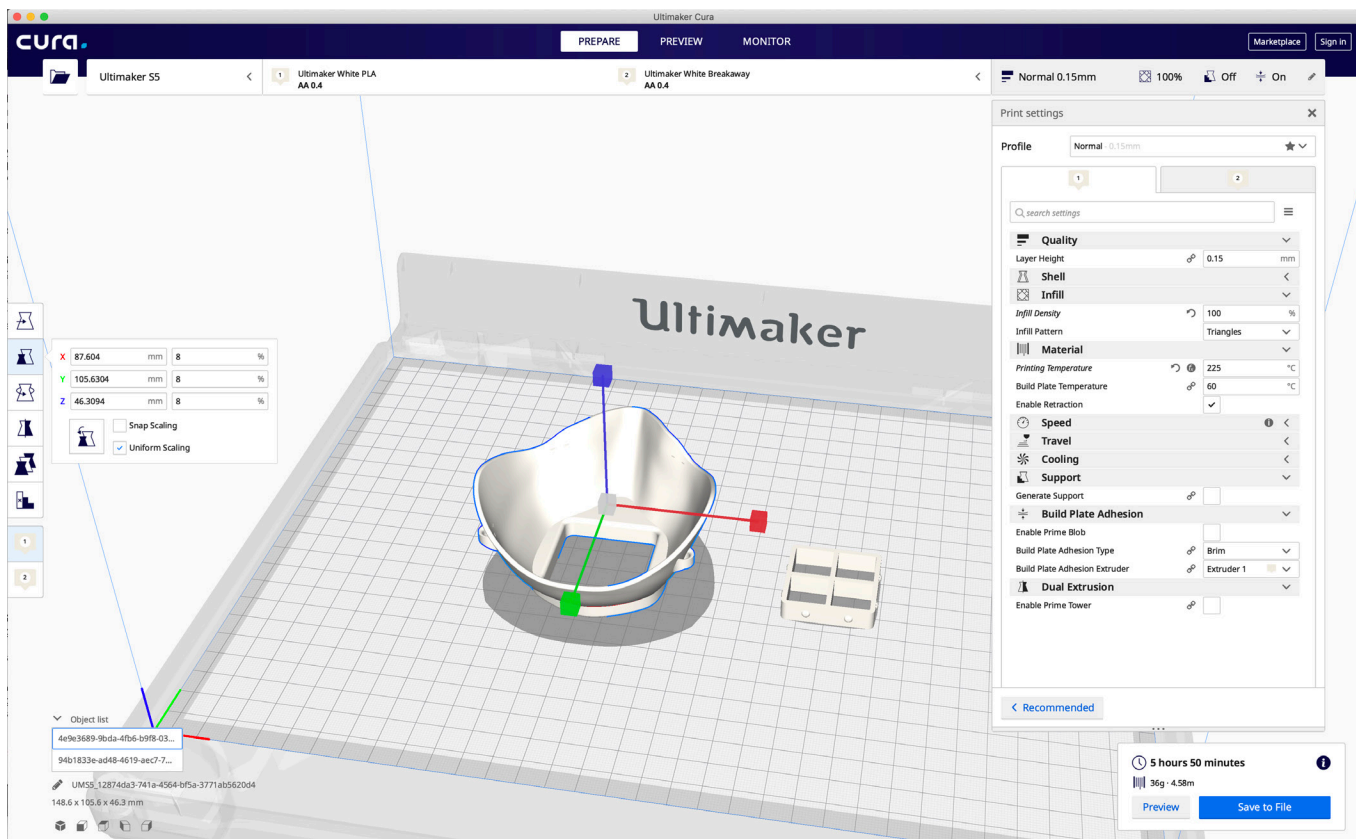 Ultimaker Cura
cura.
PREPARE PREVIEW MONITOR
Marketplace Sign in
Ultimaker S5
1 Ultimaker White PLA
AA 0.4
2 Ultimaker White Breakaway
AA 0.4
Normal 0.15mm 100% Off On
Print settings
Profile Normal - 0.15mm
1 2
search settings
Quality
Layer Height 0.15 mm
Shell
Infill
Infill Density 100 %
Infill Pattern Triangles
Material
Printing Temperature 225 °C
Build Plate Temperature 60 °C
Enable Retraction
Speed
Travel
Cooling
Support
Generate Support
Build Plate Adhesion
Enable Prime Blob
Build Plate Adhesion Type Brim
Build Plate Adhesion Extruder Extruder 1
Dual Extrusion
Enable Prime Tower
Recommended
Ultimaker
X 87.604 mm 8 %
Y 105.6304 mm 8 %
Z 46.3094 mm 8 %
Snap Scaling
Uniform Scaling
1
2
Object list
4e9e3689-9bda-4fb6-b9f8-03...
94b1833e-ad48-4619-aec7-7...
UMS5_12874da3-741a-4564-bf5a-3771ab5620d4
148.6 x 105.6 x 46.3 mm
5 hours 50 minutes
36g · 4.58m
Preview Save to File